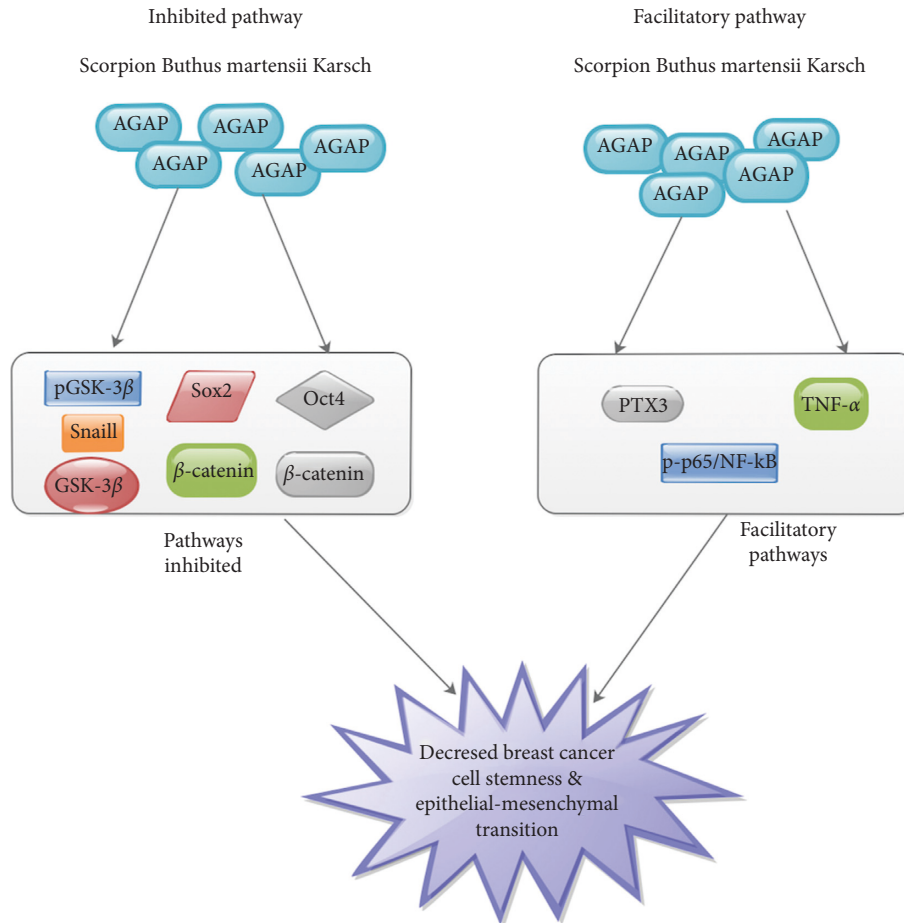 Inhibited pathway
Scorpion Buthus martensii Karsch
AGAP
AGAP
AGAP
AGAP
AGAP
pGSK-3β
Sox2
Oct4
Snaill
GSK-3β
β-catenin
β-catenin
Pathways
inhibited
Facilitatory pathway
Scorpion Buthus martensii Karsch
AGAP
AGAP
AGAP
AGAP
AGAP
PTX3
TNF-α
p-p65/NF-kB
Facilitatory
pathways
Decresed breast cancer
cell stemness &
epithelial-mesenchymal
transition